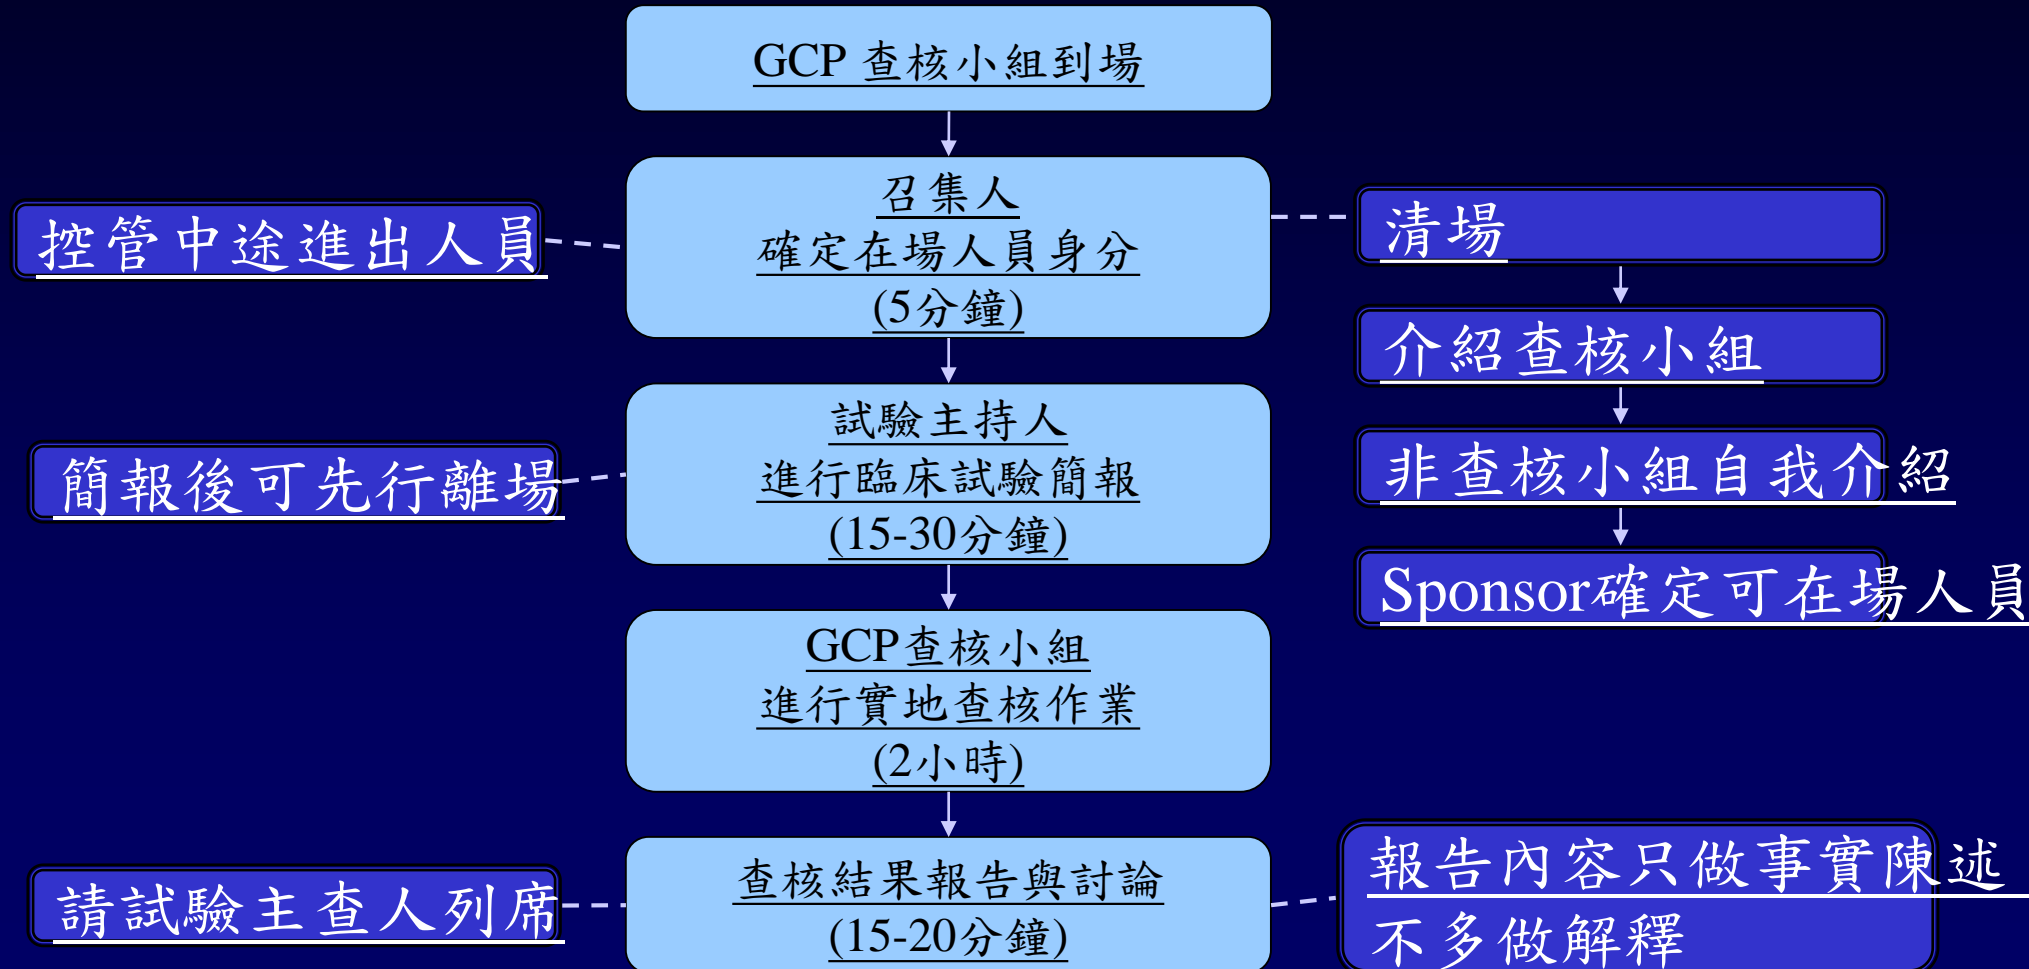 GCP 查核小組到場
控管中途進出人員
召集人
確定在場人員身分
(5分鐘)
清場
介紹查核小組
非查核小組自我介紹
Sponsor確定可在場人員
簡報後可先行離場
試驗主持人
進行臨床試驗簡報
(15-30分鐘)
GCP查核小組
進行實地查核作業
(2小時)
請試驗主查人列席
查核結果報告與討論
(15-20分鐘)
報告內容只做事實陳述
不多做解釋